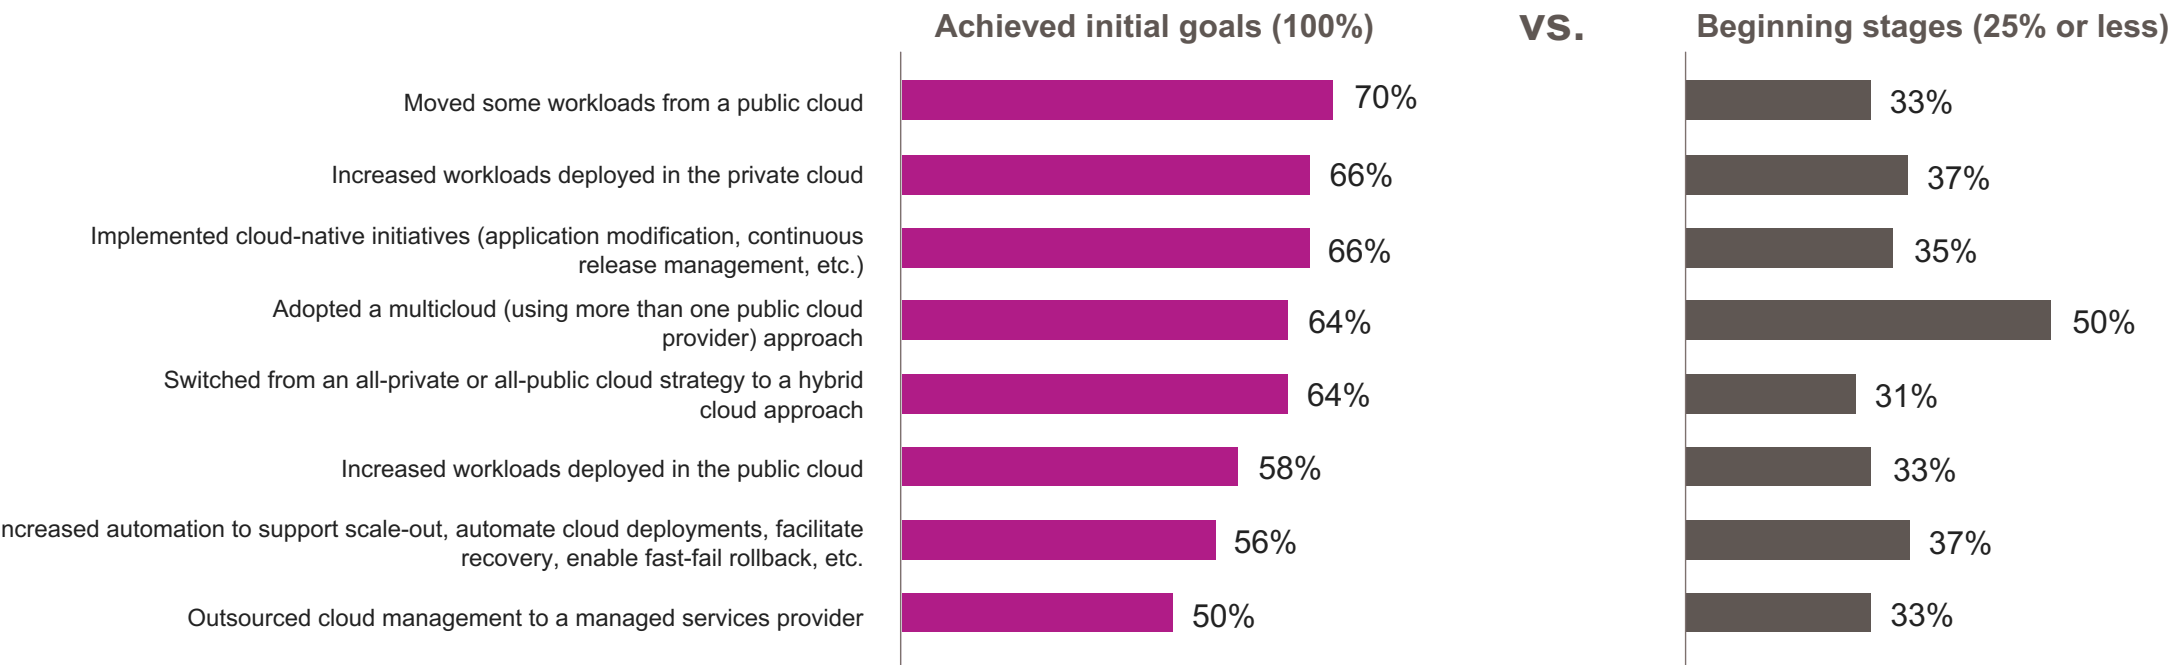 Achieved initial goals (100%) vs. Beginning stages (25% or less)
Moved some workloads from a public cloud 70% 33%
Increased workloads deployed in the private cloud 66% 37%
Implemented cloud-native initiatives (application modification, continuous
release management, etc.) 66% 35%
Adopted a multicloud (using more than one public cloud
provider) approach 64% 50%
Switched from an all-private or all-public cloud strategy to a hybrid
cloud approach 64% 31%
Increased workloads deployed in the public cloud 58% 33%
ncreased automation to support scale-out, automate cloud deployments, facilitate
recovery, enable fast-fail rollback, etc. 56% 37%
Outsourced cloud management to a managed services provider 50% 33%